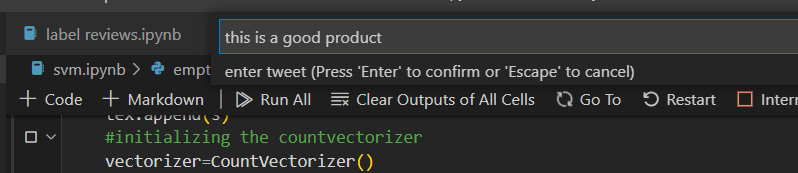 label reviews.ipynb
this is a good product
svm.ipynb > empt
enter tweet (Press 'Enter' to confirm or 'Escape' to cancel)
+ Code + Markdown | Run All Clear Outputs of All Cells Go To Restart Interr
tex.append(s)
#initializing the countvectorizer
vectorizer=CountVectorizer()